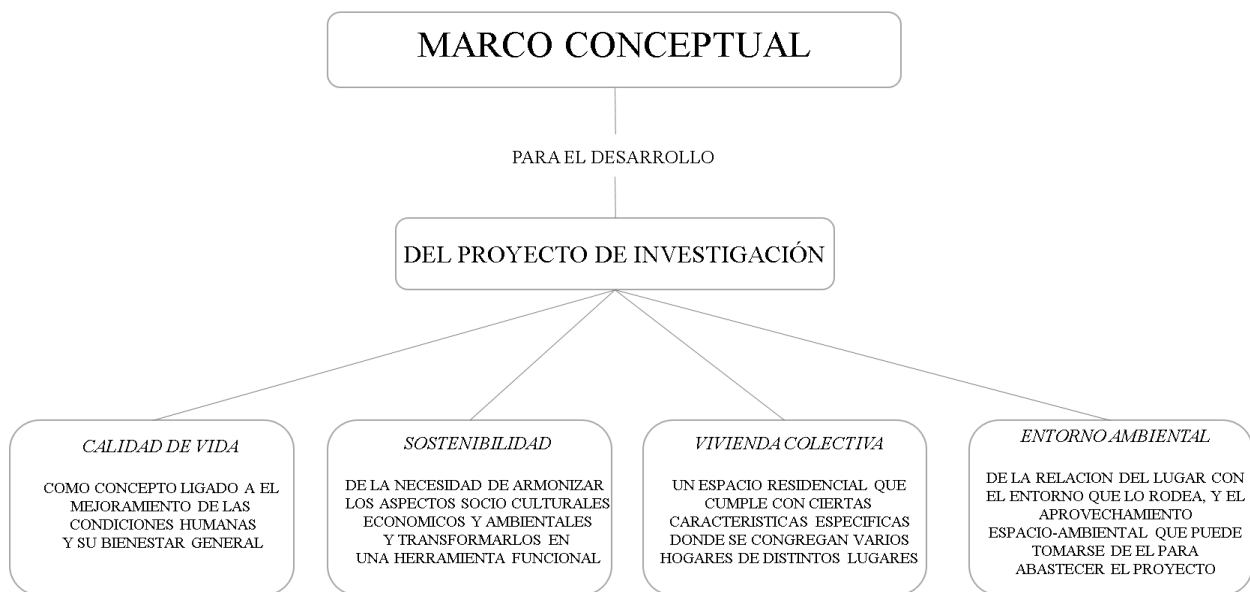 MARCO CONCEPTUAL
PARA EL DESARROLLO
DEL PROYECTO DE INVESTIGACIÓN
CALIDAD DE VIDA
COMO CONCEPTO LIGADO A EL
MEJORAMIENTO DE LAS
CONDICIONES HUMANAS
Y SU BIENESTAR GENERAL
SOSTENIBILIDAD
DE LA NECESIDAD DE ARMONIZAR
LOS ASPECTOS SOCIO CULTURALES
ECONOMICOS Y AMBIENTALES
Y TRANSFORMARLOS EN
UNA HERRAMIENTA FUNCIONAL
VIVIENDA COLECTIVA
UN ESPACIO RESIDENCIAL QUE
CUMPLE CON CIERTAS
CARACTERISTICAS ESPECIFICAS
DONDE SE CONGREGAN VARIOS
HOGARES DE DISTINTOS LUGARES
ENTORNO AMBIENTAL
DE LA RELACION DEL LUGAR CON
EL ENTORNO QUE LO RODEA, Y EL
APROVECHAMIENTO
ESPACIO-AMBIENTAL QUE PUEDE
TOMARSE DE EL PARA
ABASTECER EL PROYECTO